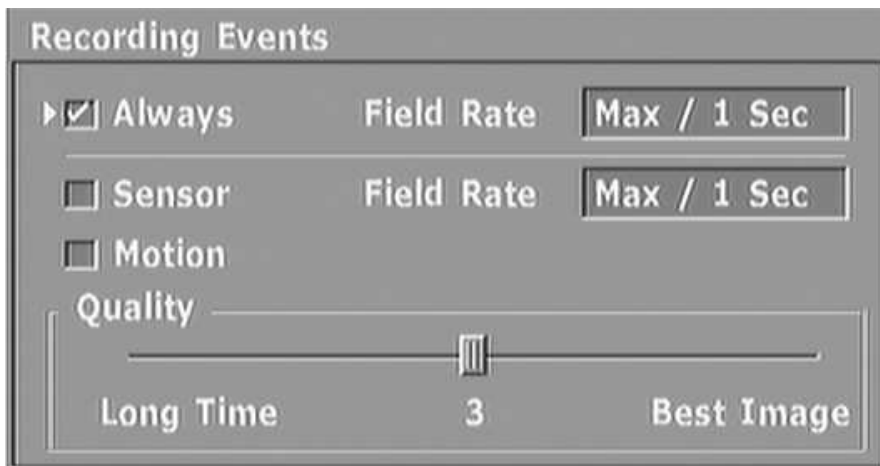 Recording Events
Always Field Rate Max / 1 Sec
Sensor Field Rate Max / 1 Sec
Motion
Quality
Long Time 3 Best Image